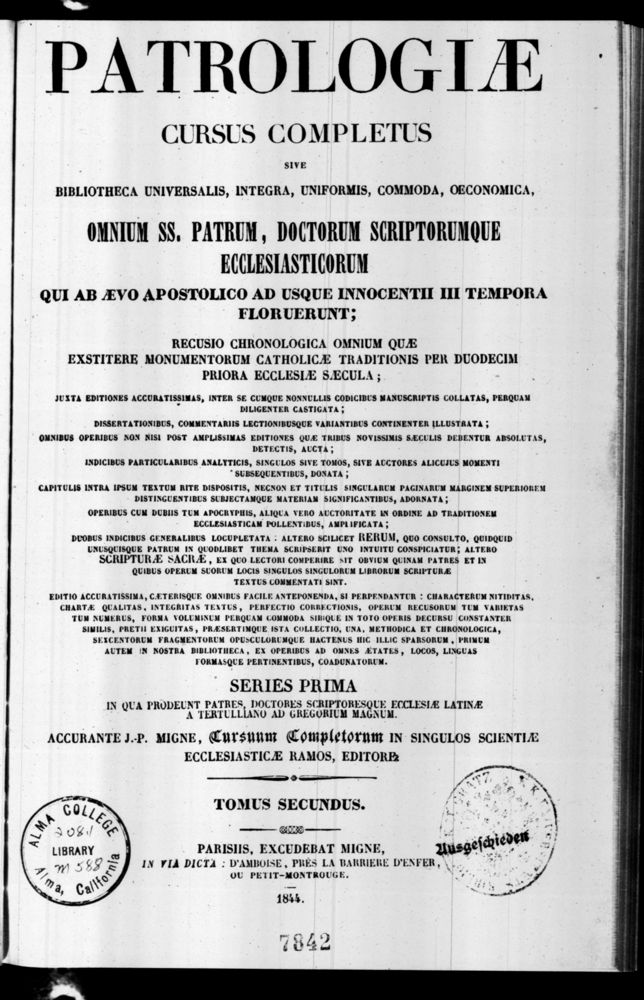 PATROLOGIÆ
CURSUS COMPLETUS
SIVE
BIBLIOTHECA UNIVERSALIS, INTEGRA, UNIFORMIS, COMMODA, OECONOMICA,
OMNIUM SS. PATRUM, DOCTORUM SCRIPTORUMQUE
ECCLESIASTICORUM
QUI AB ÆVO APOSTOLICO AD USQUE INNOCENTII III TEMPORA
FLORUERUNT;
RECUSIO CHRONOLOGICA OMNIUM QUÆ
EXSTITERE MONUMENTORUM CATHOLICÆ TRADITIONIS PER DUODECIM
PRIORA ECCLESIÆ SÆCULA;
JUXTA EDITIONES ACCURATISSIMAS, INTER SE CUMQUE NONNULLIS CODICIBUS MANUSCRIPTIS COLLATAS, PERQUAM
DILIGENTER CASTIGATA;
DISSERTATIONIBUS, COMMENTARIIS LECTIONIBUSQUE VARIANTIBUS CONTINENTER ILLUSTRATA;
OMNIBUS OPERIBUS NON NISI POST AMPLISSIMAS EDITIONES QUÆ TRIBUS NOVISSIMIS SÆCULIS DEBENTUR ABSOLUTAS,
DETECTIS, AUCTA;
INDICIBUS PARTICULARIBUS ANALYTICIS, SINGULOS SIVE TOMOS, SIVE AUCTORES ALICUJUS MOMENTI
SUBSEQUENTIBUS, DONATA;
CAPITULIS INTRA IPSUM TEXTUM RITE DISPOSITIS, NECNON ET TITULIS SINGULARUM PAGINARUM MARGINEM SUPERIOREM
DISTINGUENTIBUS SUBJECTAMQUE MATERIAM SIGNIFICANTIBUS, ADORNATA;
OPERIBUS CUM DUBIIS TUM APOCRYPHIS, ALIQUA VERO AUCTORITATE IN ORDINE AD TRADITIONEM
ECCLESIASTICAM POLLENTIBUS, AMPLIFICATA;
DUOBUS INDICIBUS GENERALIBUS LOCUPLETATA : ALTERO SCILICET RERUM, QUO CONSULTO, QUIDQUID
UNUSQUISQUE PATRUM IN QUODLIBET THEMA SCRIPSERIT UNO INTUITU CONSPICIATUR; ALTERO
SCRIPTURÆ SACRÆ, EX QUO LECTORI COMPERIRE SIT OBVIUM QUINAM PATRES ET IN
QUIBUS OPERUM SUORUM LOCIS SINGULOS SINGULORUM LIBRORUM SCRIPTURÆ
TEXTUS COMMENTATI SINT.
EDITIO ACCURATISSIMA, CÆTERISQUE OMNIBUS FACILE ANTEPONENDA, SI PERPENDANTUR : CHARACTERUM NITIDITAS,
CHARTÆ QUALITAS, INTEGRITAS TEXTUS, PERFECTIO CORRECTIONIS, OPERUM RECUSORUM TUM VARIETAS
TUM NUMERUS, FORMA VOLUMINUM PERQUAM COMMODA SIBIQUE IN TOTO OPERIS DECURSU CONSTANTER
SIMILIS, PRETII EXIGUITAS, PRÆSERTIMQUE ISTA COLLECTIO, UNA, METHODICA ET CHRONOLOGICA,
SEXCENTORUM FRAGMENTORUM OPUSCULORUMQUE HACTENUS HIC ILLIC SPARSORUM, PRIMUM
AUTEM IN NOSTRA BIBLIOTHECA, EX OPERIBUS AD OMNES ÆTATES, LOCOS, LINGUAS
FORMASQUE PERTINENTIBUS, COADUNATORUM.
SERIES PRIMA
IN QUA PRODEUNT PATRES, DOCTORES SCRIPTORESQUE ECCLESIÆ LATINÆ
A TERTULLIANO AD GREGORIUM MAGNUM.
ACCURANTE J.-P. MIGNE, Cursuum Completorum IN SINGULOS SCIENTIÆ
ECCLESIASTICÆ RAMOS, EDITORE
TOMUS SECUNDUS.
ALMA COLLEGE
2081
LIBRARY
M 588
Alma, California
Ausgeschieden
PARISIIS, EXCUDEBAT MIGNE,
IN VIA DICTA : D'AMBOISE, PRÈS LA BARRIERE D'ENFER,
OU PETIT-MONTROUGE.
1844.
7842